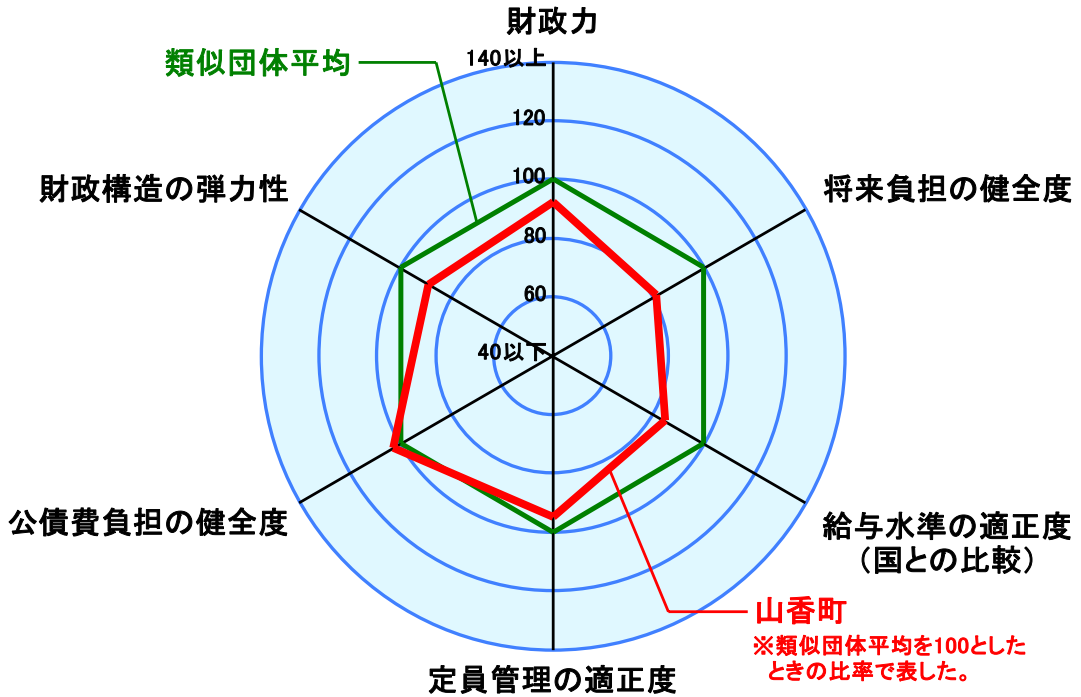 財政力
類似団体平均
140以上
120
100
80
60
40以下
財政構造の弾力性
将来負担の健全度
公債費負担の健全度
給与水準の適正度
（国との比較）
山香町
※類似団体平均を100とした
ときの比率で表した。
定員管理の適正度